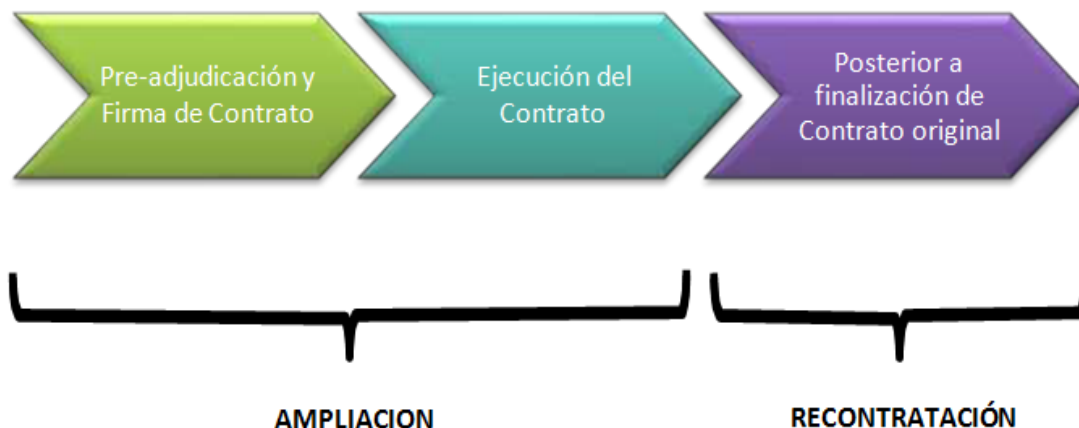 Pre-adjudicación y
Firma de Contrato
Ejecución del
Contrato
Posterior a
finalización de
Contrato original
AMPLIACION
RECONTRATACIÓN